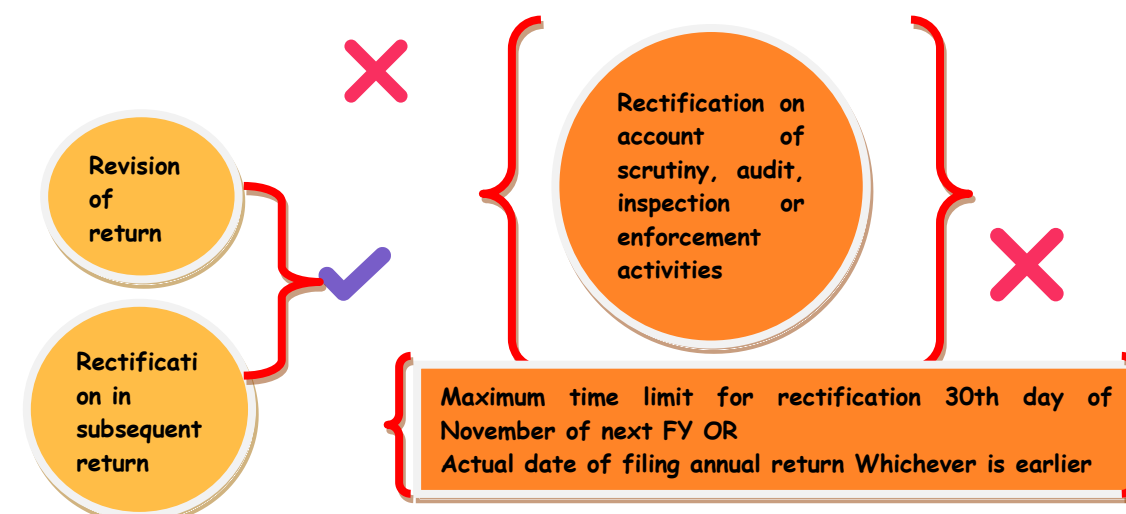 Revision
of
return
Rectificati
on in
subsequent
return
Rectification on
account of
scrutiny, audit,
inspection or
enforcement
activities
Maximum time limit for rectification 30th day of
November of next FY OR
Actual date of filing annual return Whichever is earlier